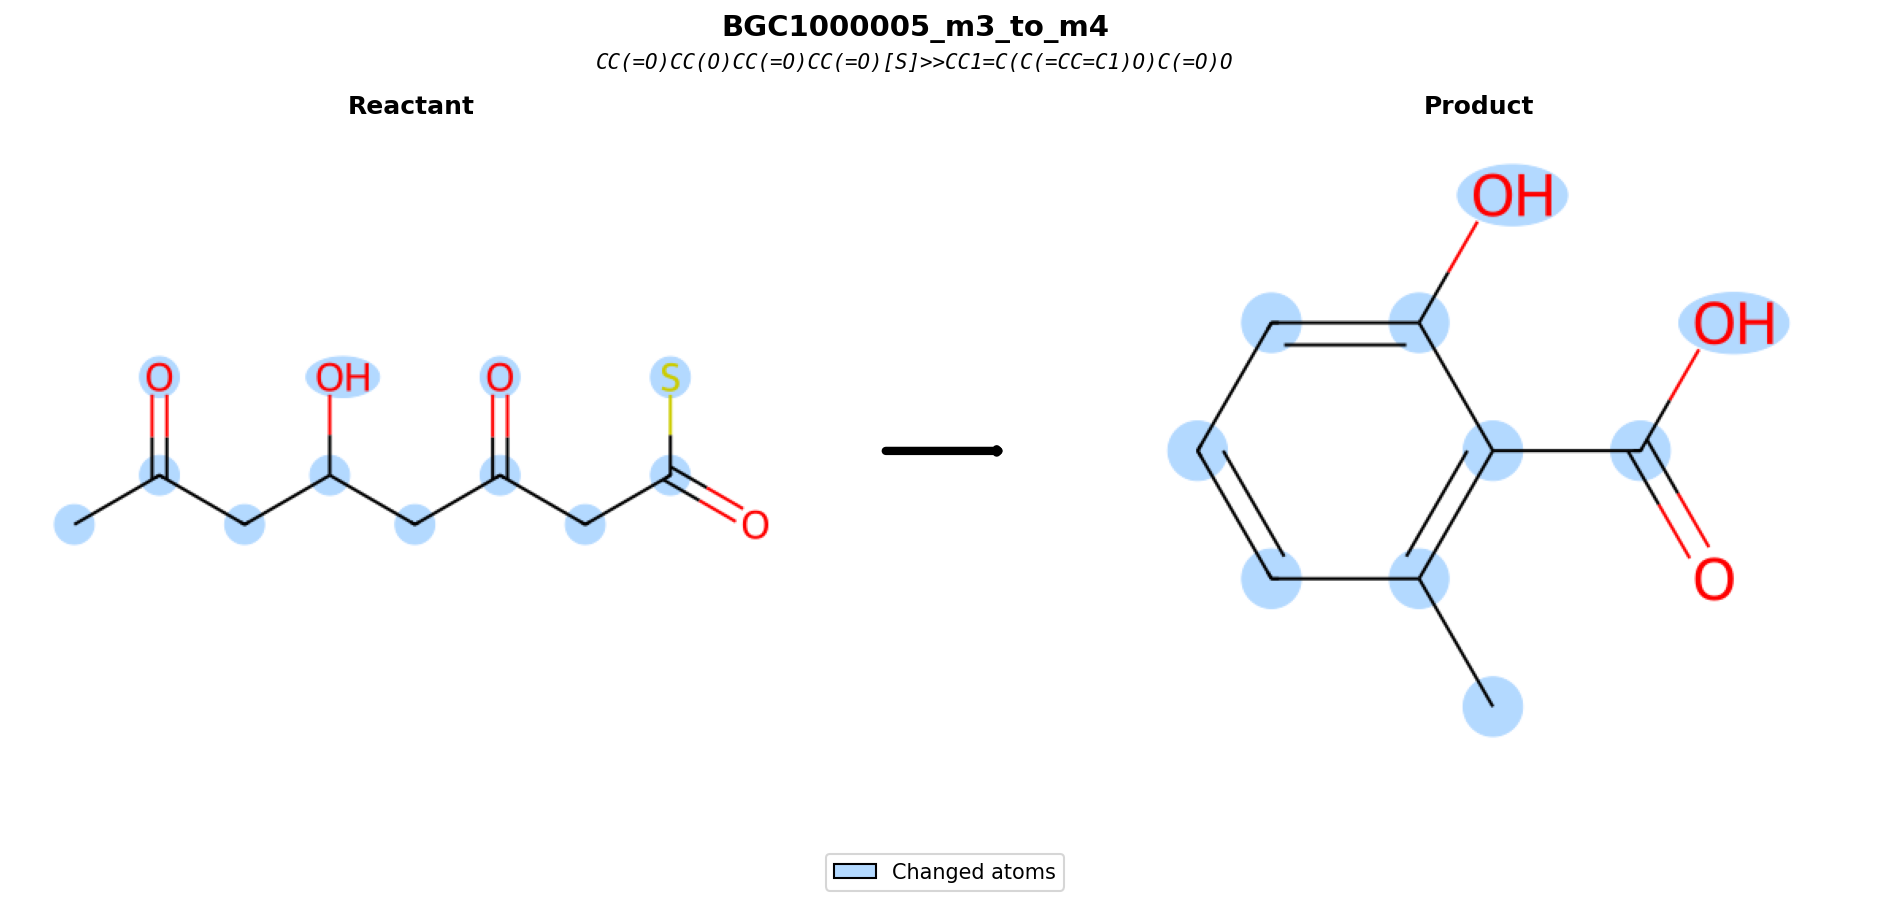 BGC1000005_m3_to_m4
CC(=O)CC(O)CC(=O)CC(=O)[S]>>CC1=C(C(=CC=C1)O)C(=O)O
Reactant
Product
O
OH
O
S
O
OH
OH
O
Changed atoms